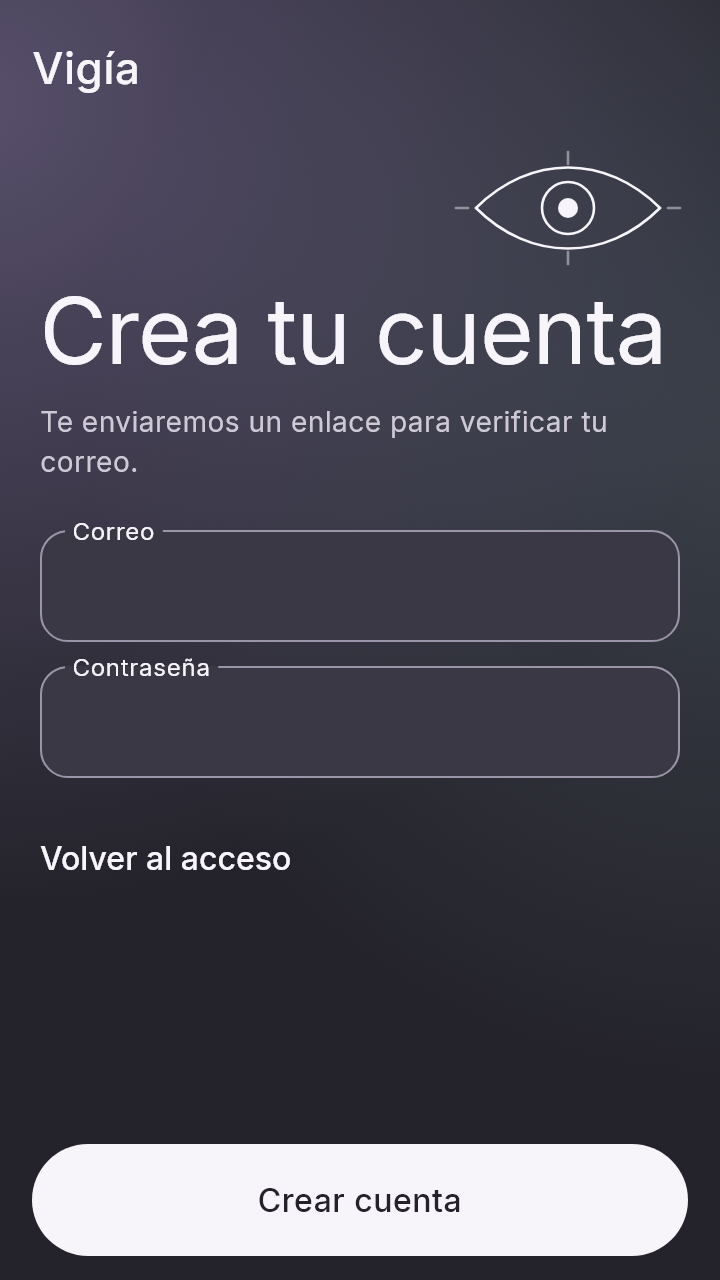 Vigía
Crea tu cuenta
Te enviaremos un enlace para verificar tu
correo.
Correo
Contraseña
Volver al acceso
Crear cuenta